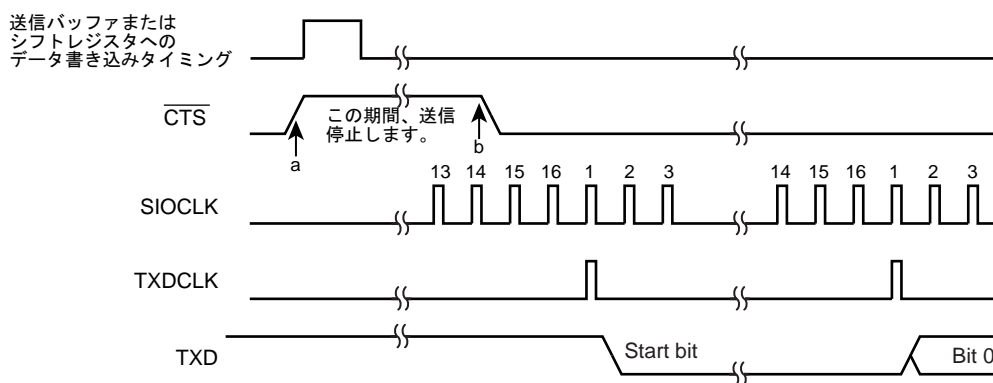 送信バッファまたは
シフトレジスタへの
データ書き込みタイミング
CTS
この期間、送信
停止します。
a
b
13 14 15 16 1 2 3 14 15 16 1 2 3
SIOCLK
TXDCLK
TXD
Start bit
Bit 0